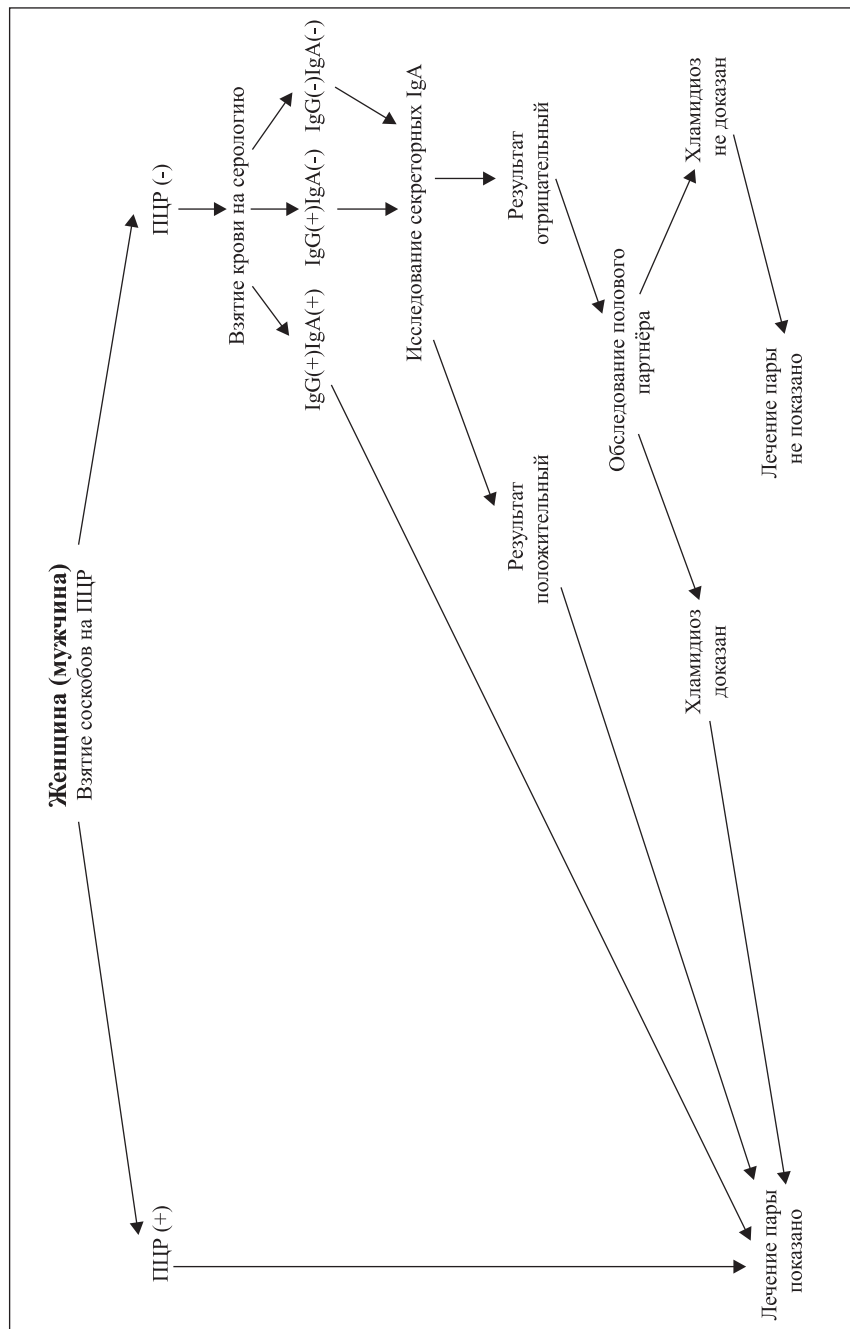 Женщина (мужчина)
Взятие соскобов на ПЦР
ПЦР (+)
ПЦР (-)
Взятие крови на серологию
IgG(+)IgA(+)
IgG(+)IgA(-)
IgG(-)IgA(-)
Исследование секреторных IgA
Результат
положительный
Результат
отрицательный
Обследование полового
партнёра
Хламидиоз
доказан
Хламидиоз
не доказан
Лечение пары
показано
Лечение пары
не показано